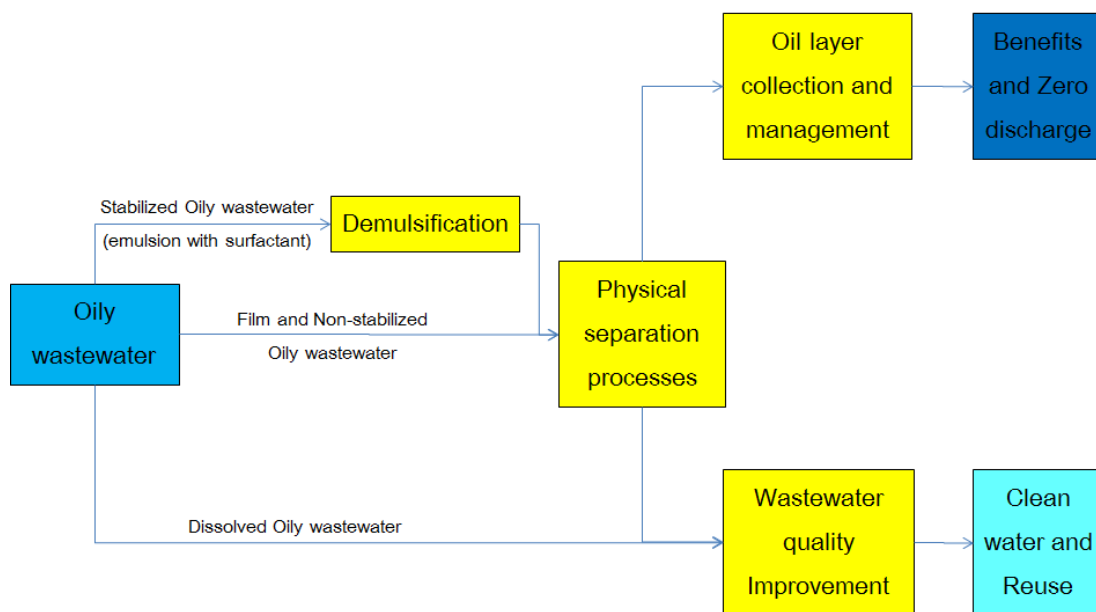 Oil layer
collection and
management
Benefits
and Zero
discharge
Stabilized Oily wastewater
(emulsion with surfactant)
Demulsification
Oily
wastewater
Film and Non-stabilized
Oily wastewater
Physical
separation
processes
Dissolved Oily wastewater
Wastewater
quality
Improvement
Clean
water and
Reuse